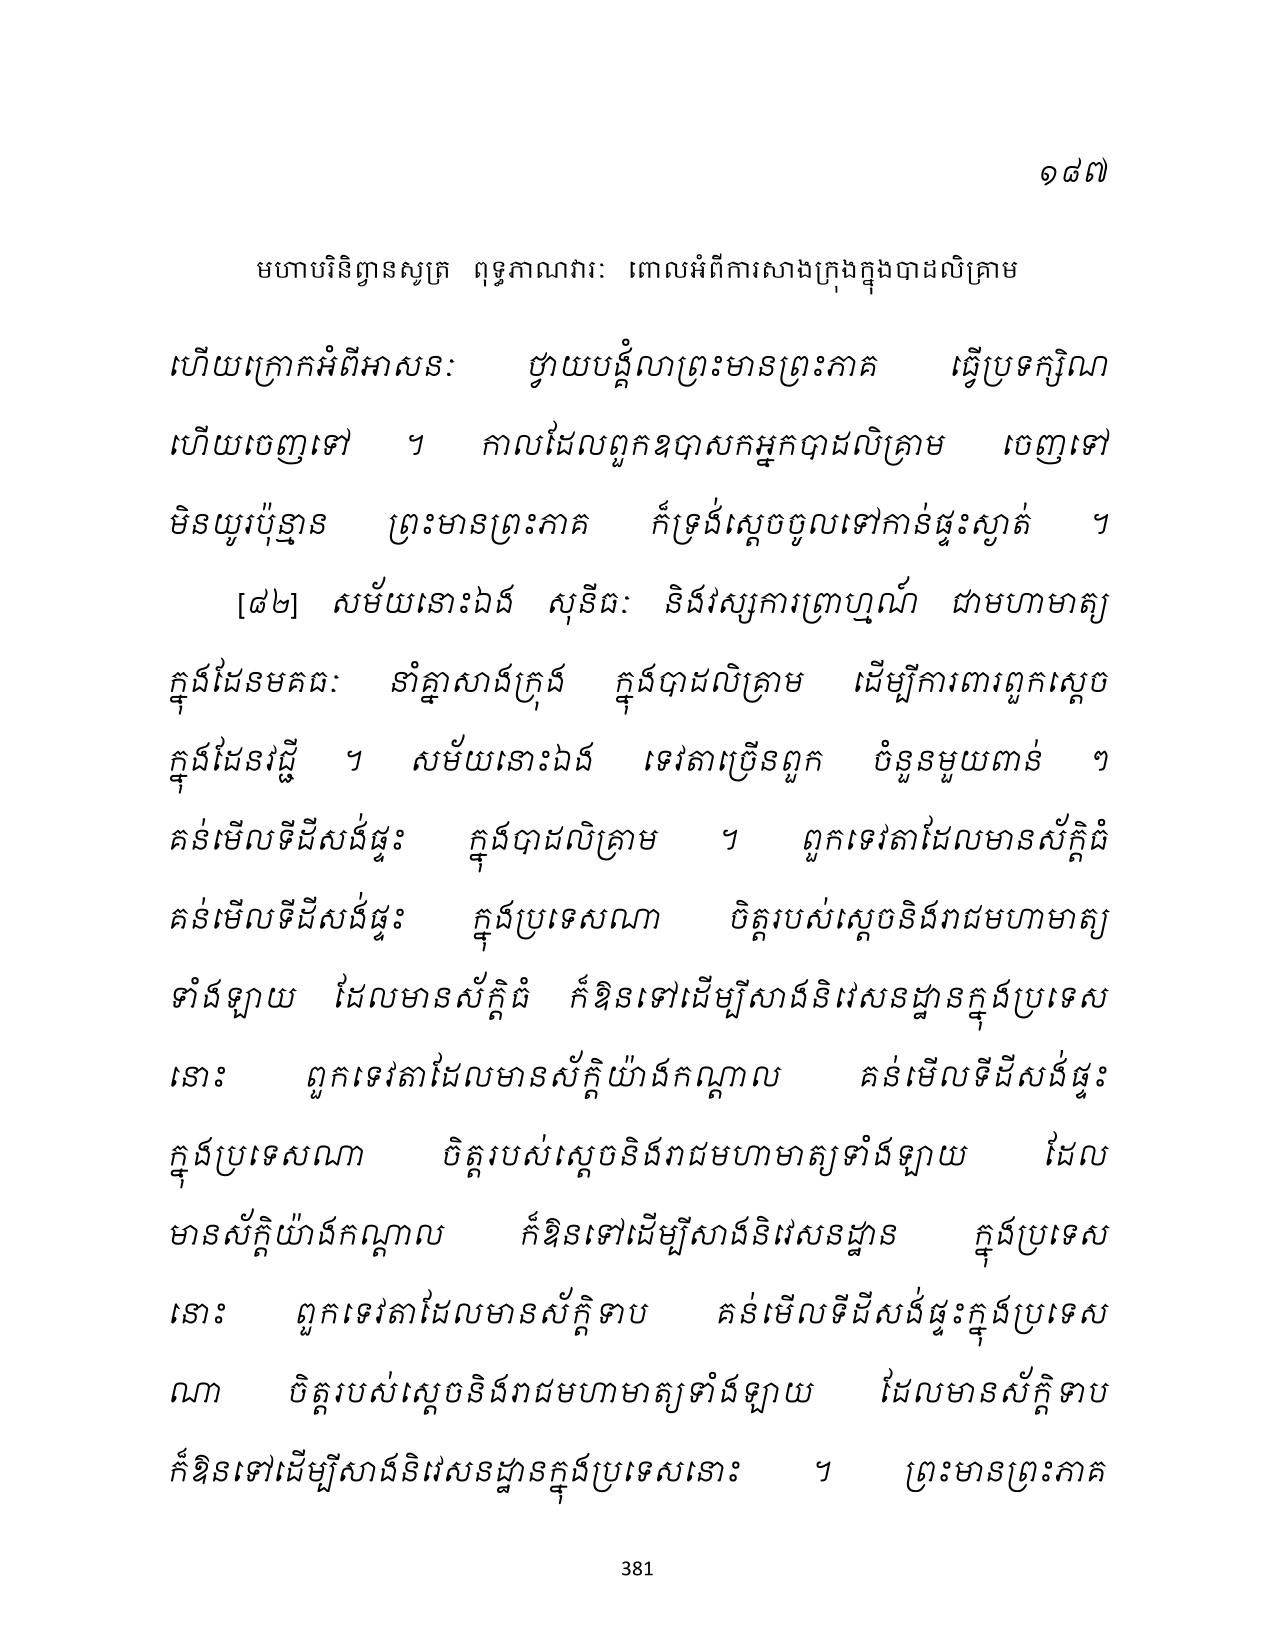 ១៨៧
មហាបរិនិព្វានសូត្រ ពុទ្ធភាណវារៈ ពោលអំពីការសាងក្រុងក្នុងបាដលិគ្រាម
ហើយក្រោកអំពីអាសនៈ ថ្វាយបង្គំលាព្រះមានព្រះភាគ ធ្វើប្រទក្សិណ
ហើយចេញទៅ ។ កាលដែលពួកឧបាសកអ្នកបាដលិគ្រាម ចេញទៅ
មិនយូរប៉ុន្មាន ព្រះមានព្រះភាគ ក៏ទ្រង់ស្តេចចូលទៅកាន់ផ្ទះស្ងាត់ ។
[៨២] សម័យនោះឯង សុនីធៈ និងវស្សការព្រាហ្មណ៍ ជាមហាមាត្យ
ក្នុងដែនមគធៈ នាំគ្នាសាងក្រុង ក្នុងបាដលិគ្រាម ដើម្បីការពារពួកស្តេច
ក្នុងដែនវជ្ជី ។ សម័យនោះឯង ទេវតាច្រើនពួក ចំនួនមួយពាន់ ៗ
គន់មើលទីដីសង់ផ្ទះ ក្នុងបាដលិគ្រាម ។ ពួកទេវតាដែលមានស័ក្តិធំ
គន់មើលទីដីសង់ផ្ទះ ក្នុងប្រទេសណា ចិត្តរបស់ស្តេចនិងរាជមហាមាត្យ
ទាំងឡាយ ដែលមានស័ក្តិធំ ក៏ឱនទៅដើម្បីសាងនិវេសនដ្ឋានក្នុងប្រទេស
នោះ ពួកទេវតាដែលមានស័ក្តិយ៉ាងកណ្តាល គន់មើលទីដីសង់ផ្ទះ
ក្នុងប្រទេសណា ចិត្តរបស់ស្តេចនិងរាជមហាមាត្យទាំងឡាយ ដែល
មានស័ក្តិយ៉ាងកណ្តាល ក៏ឱនទៅដើម្បីសាងនិវេសនដ្ឋាន ក្នុងប្រទេស
នោះ ពួកទេវតាដែលមានស័ក្តិទាប គន់មើលទីដីសង់ផ្ទះក្នុងប្រទេស
ណា ចិត្តរបស់ស្តេចនិងរាជមហាមាត្យទាំងឡាយ ដែលមានស័ក្តិទាប
ក៏ឱនទៅដើម្បីសាងនិវេសនដ្ឋានក្នុងប្រទេសនោះ ។ ព្រះមានព្រះភាគ
381